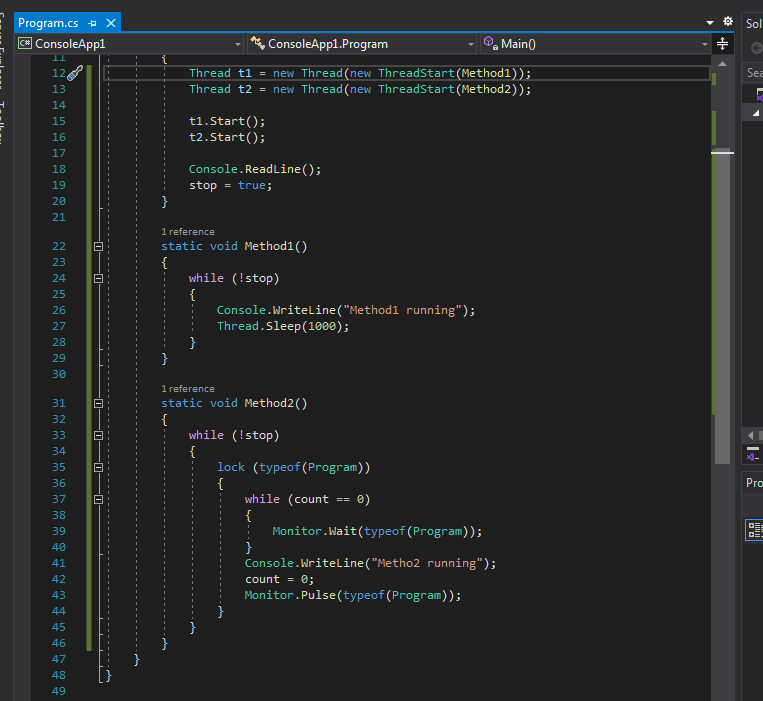 Program.cs
Sol
C# ConsoleApp1 ConsoleApp1.Program Main()
Sea
11 {
12 Thread t1 = new Thread(new ThreadStart(Method1));
13 Thread t2 = new Thread(new ThreadStart(Method2));
14
15 t1.Start();
16 t2.Start();
17
18 Console.ReadLine();
19 stop = true;
20 }
21
1 reference
22 static void Method1()
23 {
24 while (!stop)
25 {
26 Console.WriteLine("Method1 running");
27 Thread.Sleep(1000);
28 }
29 }
30
1 reference
31 static void Method2()
32 {
33 while (!stop)
34 {
35 lock (typeof(Program))
36 {
37 while (count == 0)
38 {
39 Monitor.Wait(typeof(Program));
40 }
41 Console.WriteLine("Metho2 running");
42 count = 0;
43 Monitor.Pulse(typeof(Program));
44 }
45 }
46 }
47 }
48 }
49
Pro